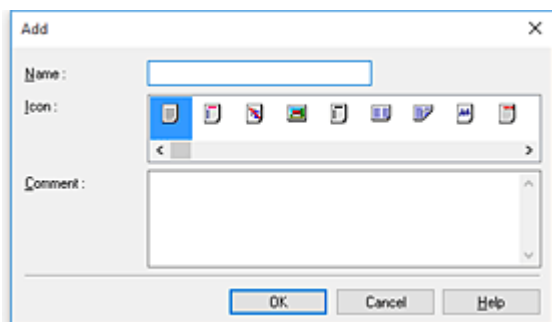 Add
Name :
Icon :
Comment :
OK Cancel Help